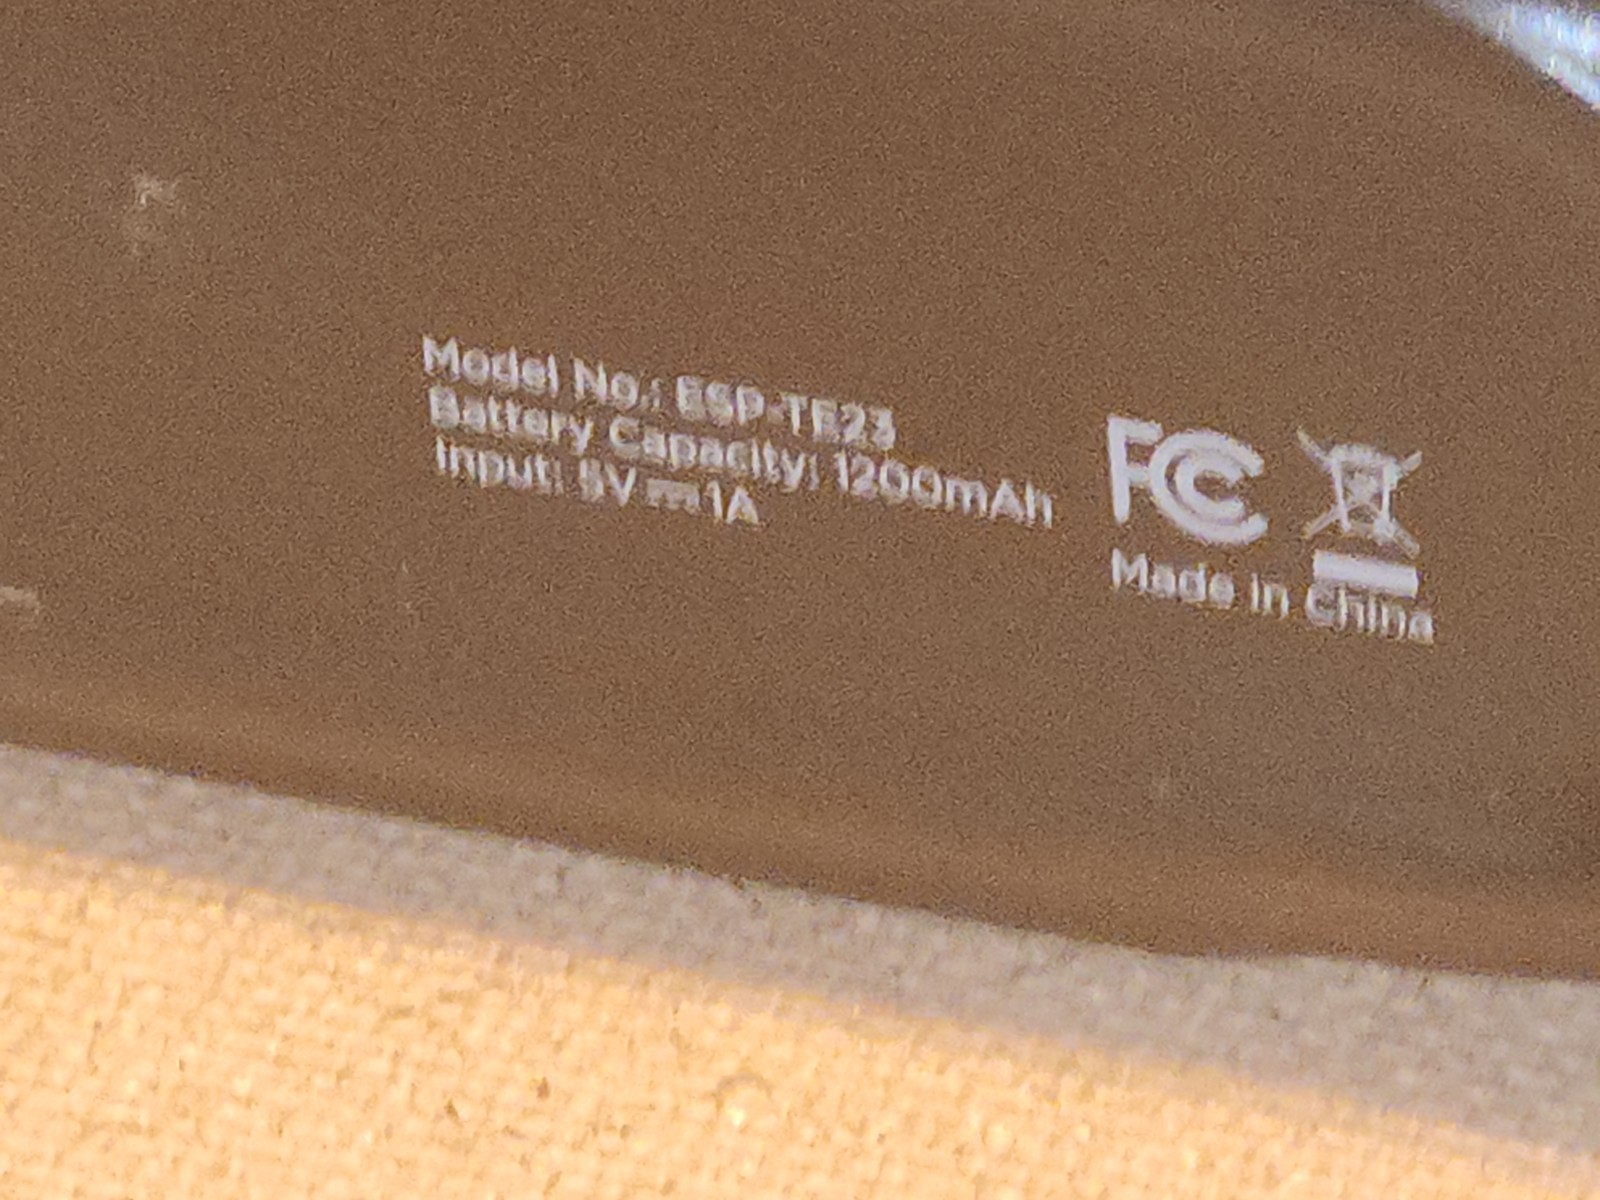 Model No.: ESP-TE23
Battery Capacity: 1200mAh
Input: 5V⎓1A
FC
Made in China